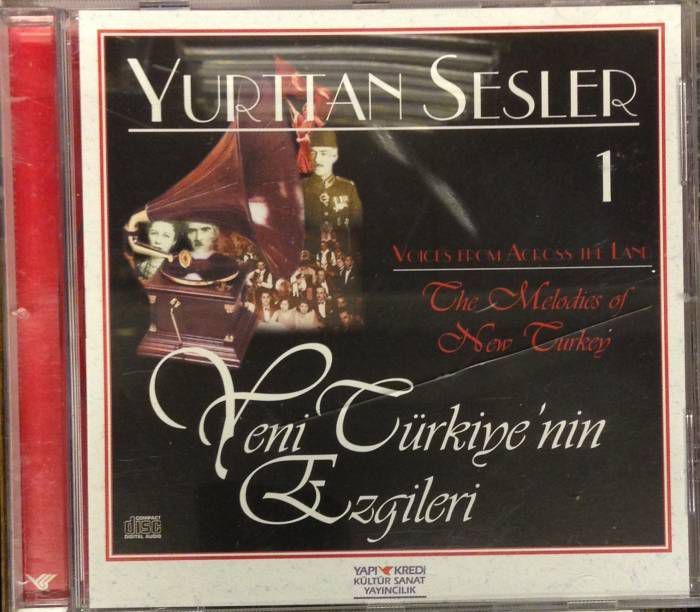 YURTTAN SESLER
1
VOICES FROM ACROSS THE LAND
The Melodies of
New Turkey
Yeni Türkiye'nin
Ezgileri
COMPACT
disc
DIGITAL AUDIO
YAPI KREDİ
KÜLTÜR SANAT
YAYINCILIK